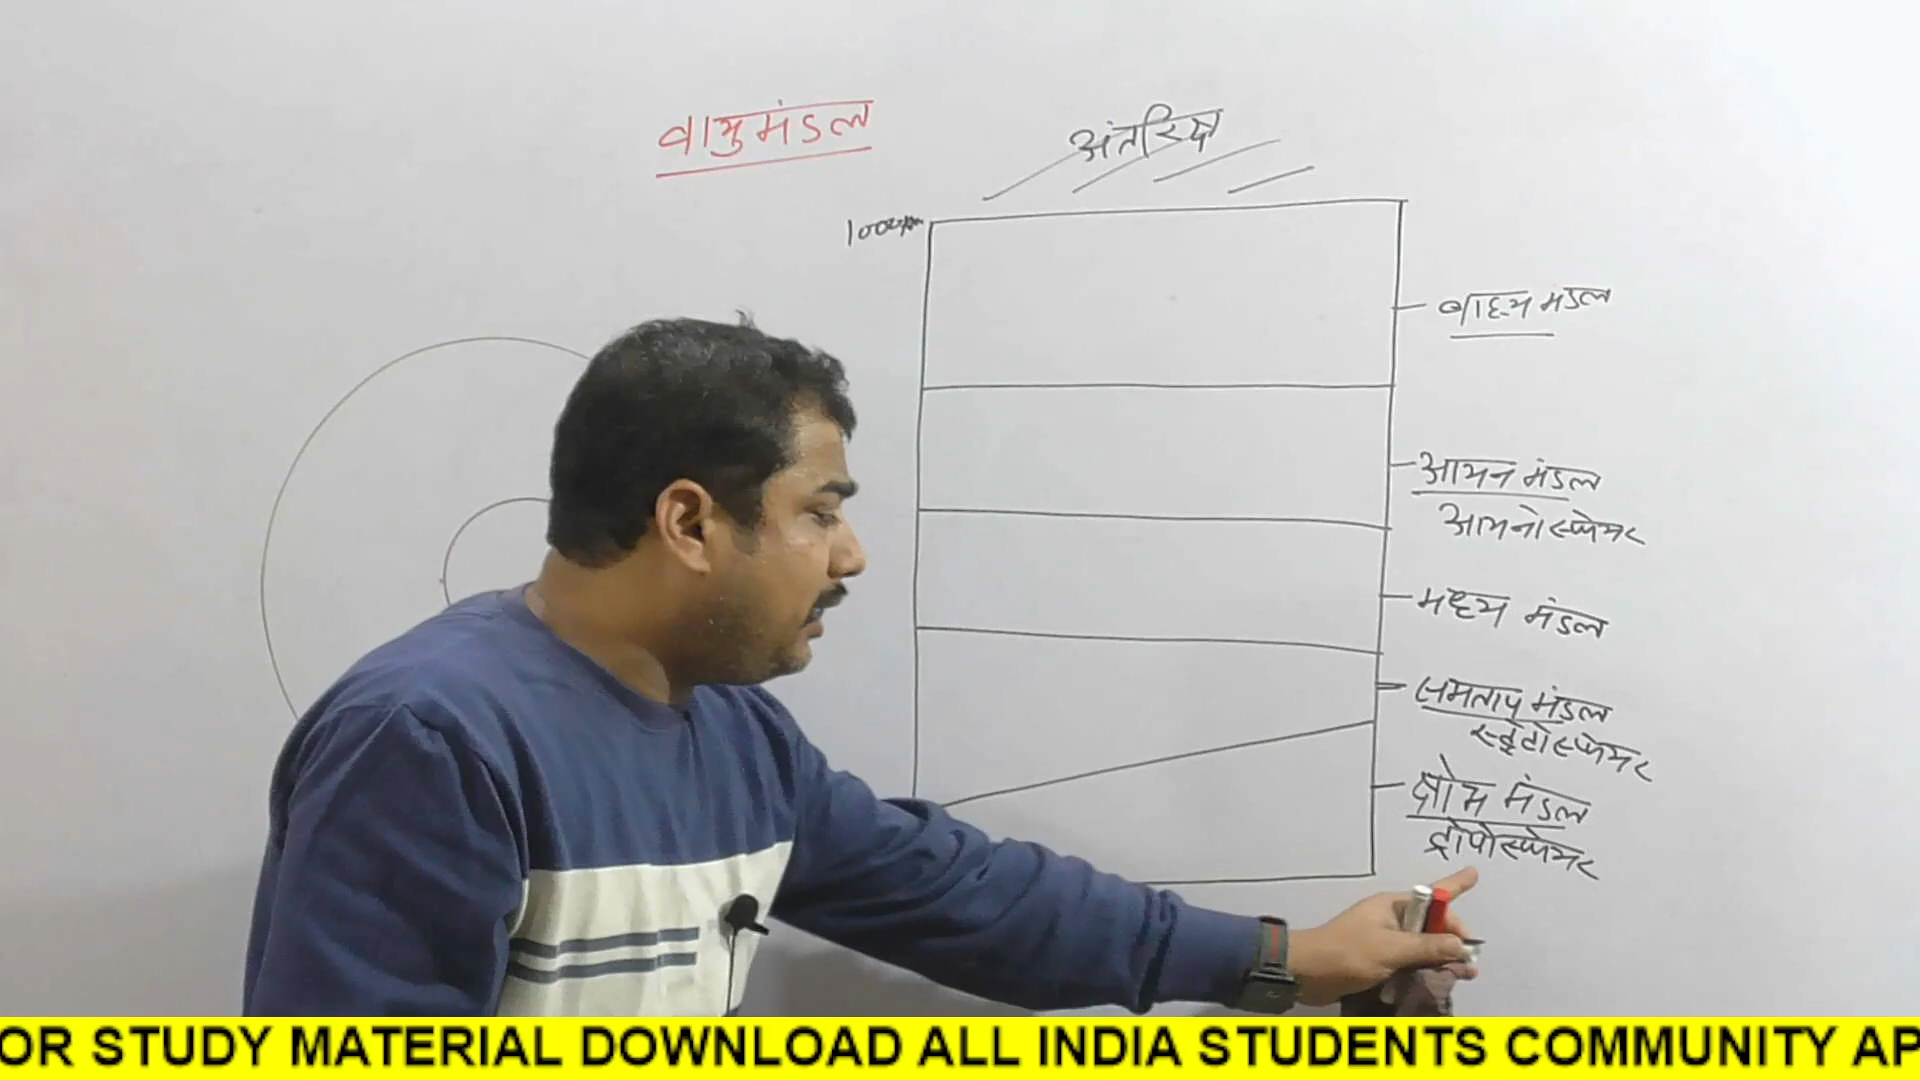 वायुमंडल
अंतरिक्ष
1000km
बाह्य मंडल
आयन मंडल
आयनोस्फेयर
मध्य मंडल
समताप मंडल
स्ट्रेटोस्फेयर
क्षोभ मंडल
ट्रोपोस्फेयर
OR STUDY MATERIAL DOWNLOAD ALL INDIA STUDENTS COMMUNITY AP